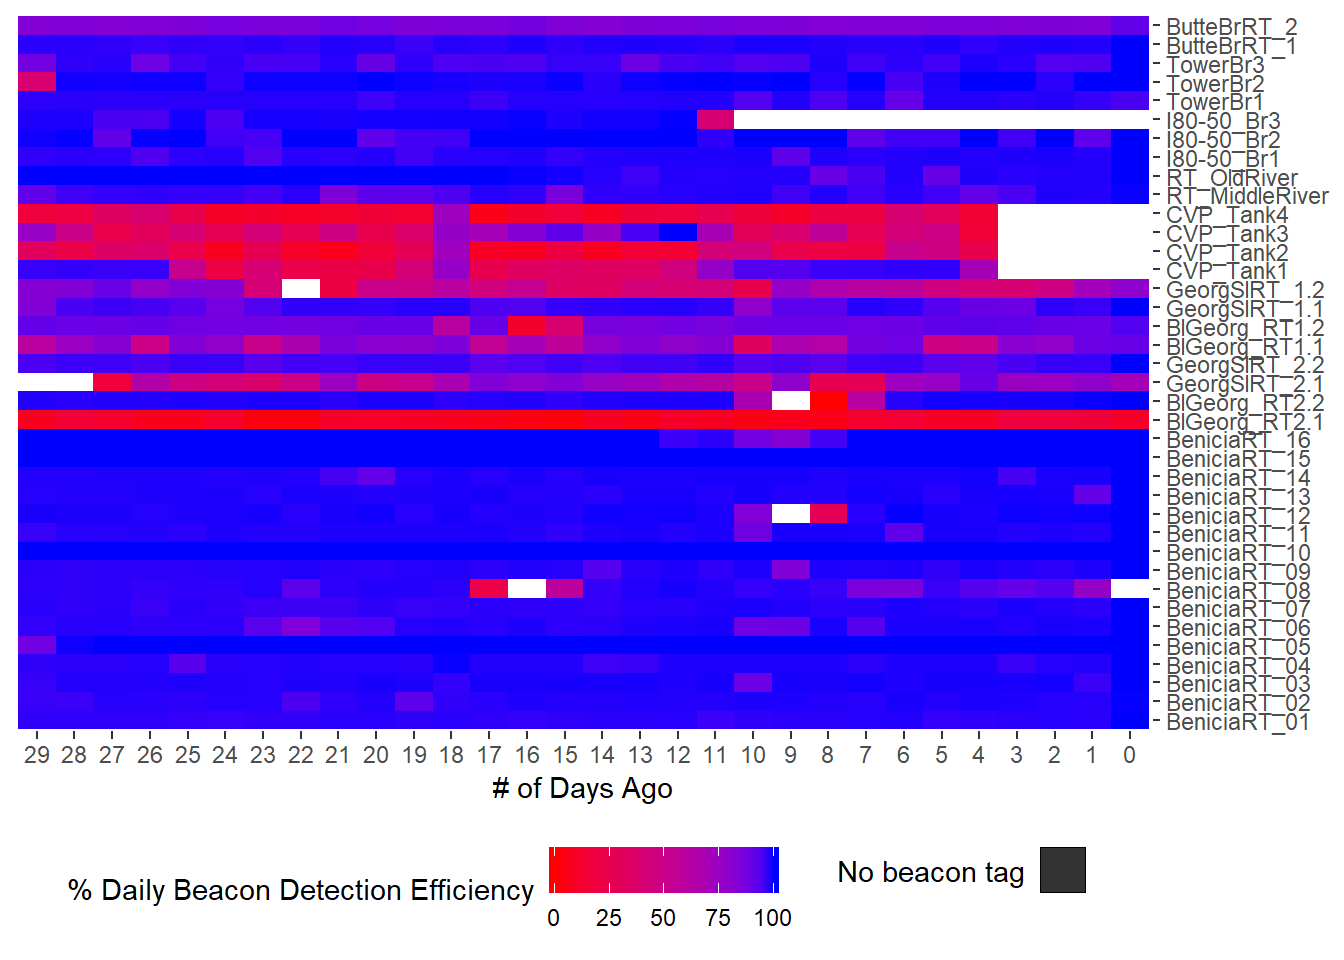 ButteBrRT_2
ButteBrRT_1
TowerBr3
TowerBr2
TowerBr1
I80-50_Br3
I80-50_Br2
I80-50_Br1
RT_OldRiver
RT_MiddleRiver
CVP_Tank4
CVP_Tank3
CVP_Tank2
CVP_Tank1
GeorgSlRT_1.2
GeorgSlRT_1.1
BlGeorg_RT1.2
BlGeorg_RT1.1
GeorgSlRT_2.2
GeorgSlRT_2.1
BlGeorg_RT2.2
BlGeorg_RT2.1
BeniciaRT_16
BeniciaRT_15
BeniciaRT_14
BeniciaRT_13
BeniciaRT_12
BeniciaRT_11
BeniciaRT_10
BeniciaRT_09
BeniciaRT_08
BeniciaRT_07
BeniciaRT_06
BeniciaRT_05
BeniciaRT_04
BeniciaRT_03
BeniciaRT_02
BeniciaRT_01
29 28 27 26 25 24 23 22 21 20 19 18 17 16 15 14 13 12 11 10 9 8 7 6 5 4 3 2 1 0
# of Days Ago
% Daily Beacon Detection Efficiency
0 25 50 75 100
No beacon tag